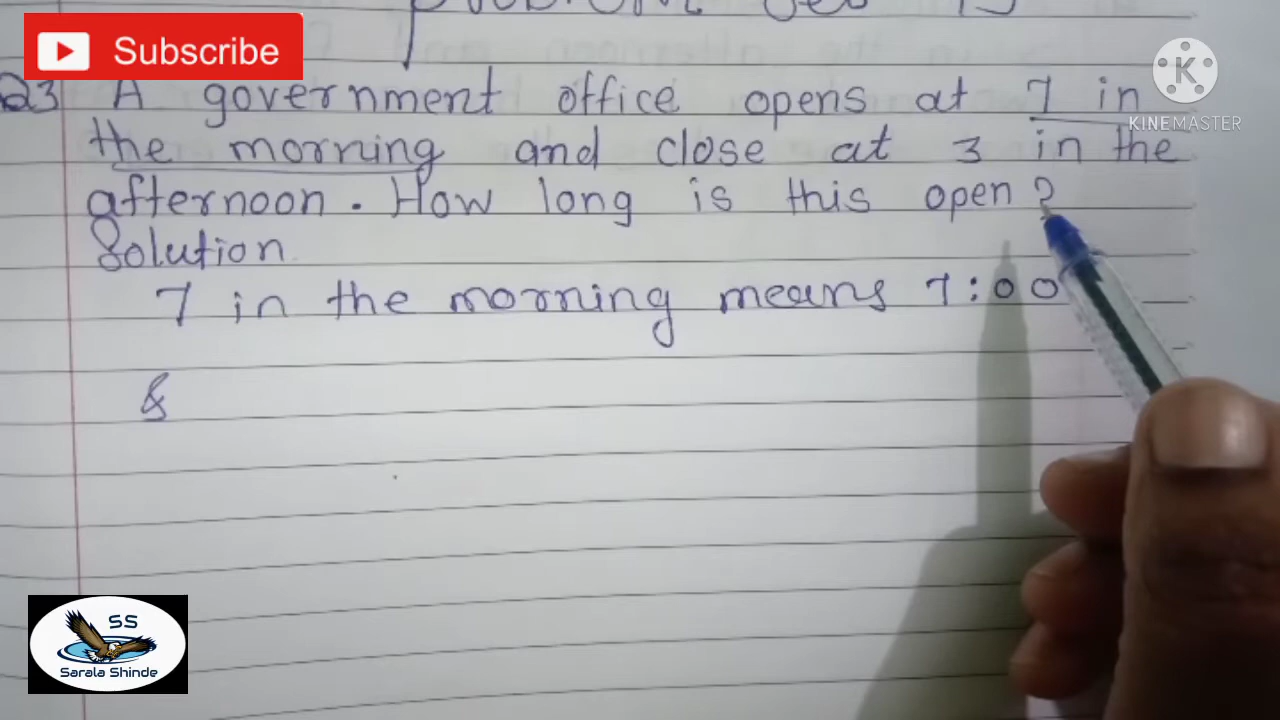 Subscribe
Q3 A government office opens at 7 in
the morning and close at 3 in the
afternoon. How long is this open?
Solution
7 in the morning means 7:00
&
K
KINEMASTER
SS
Sarala Shinde